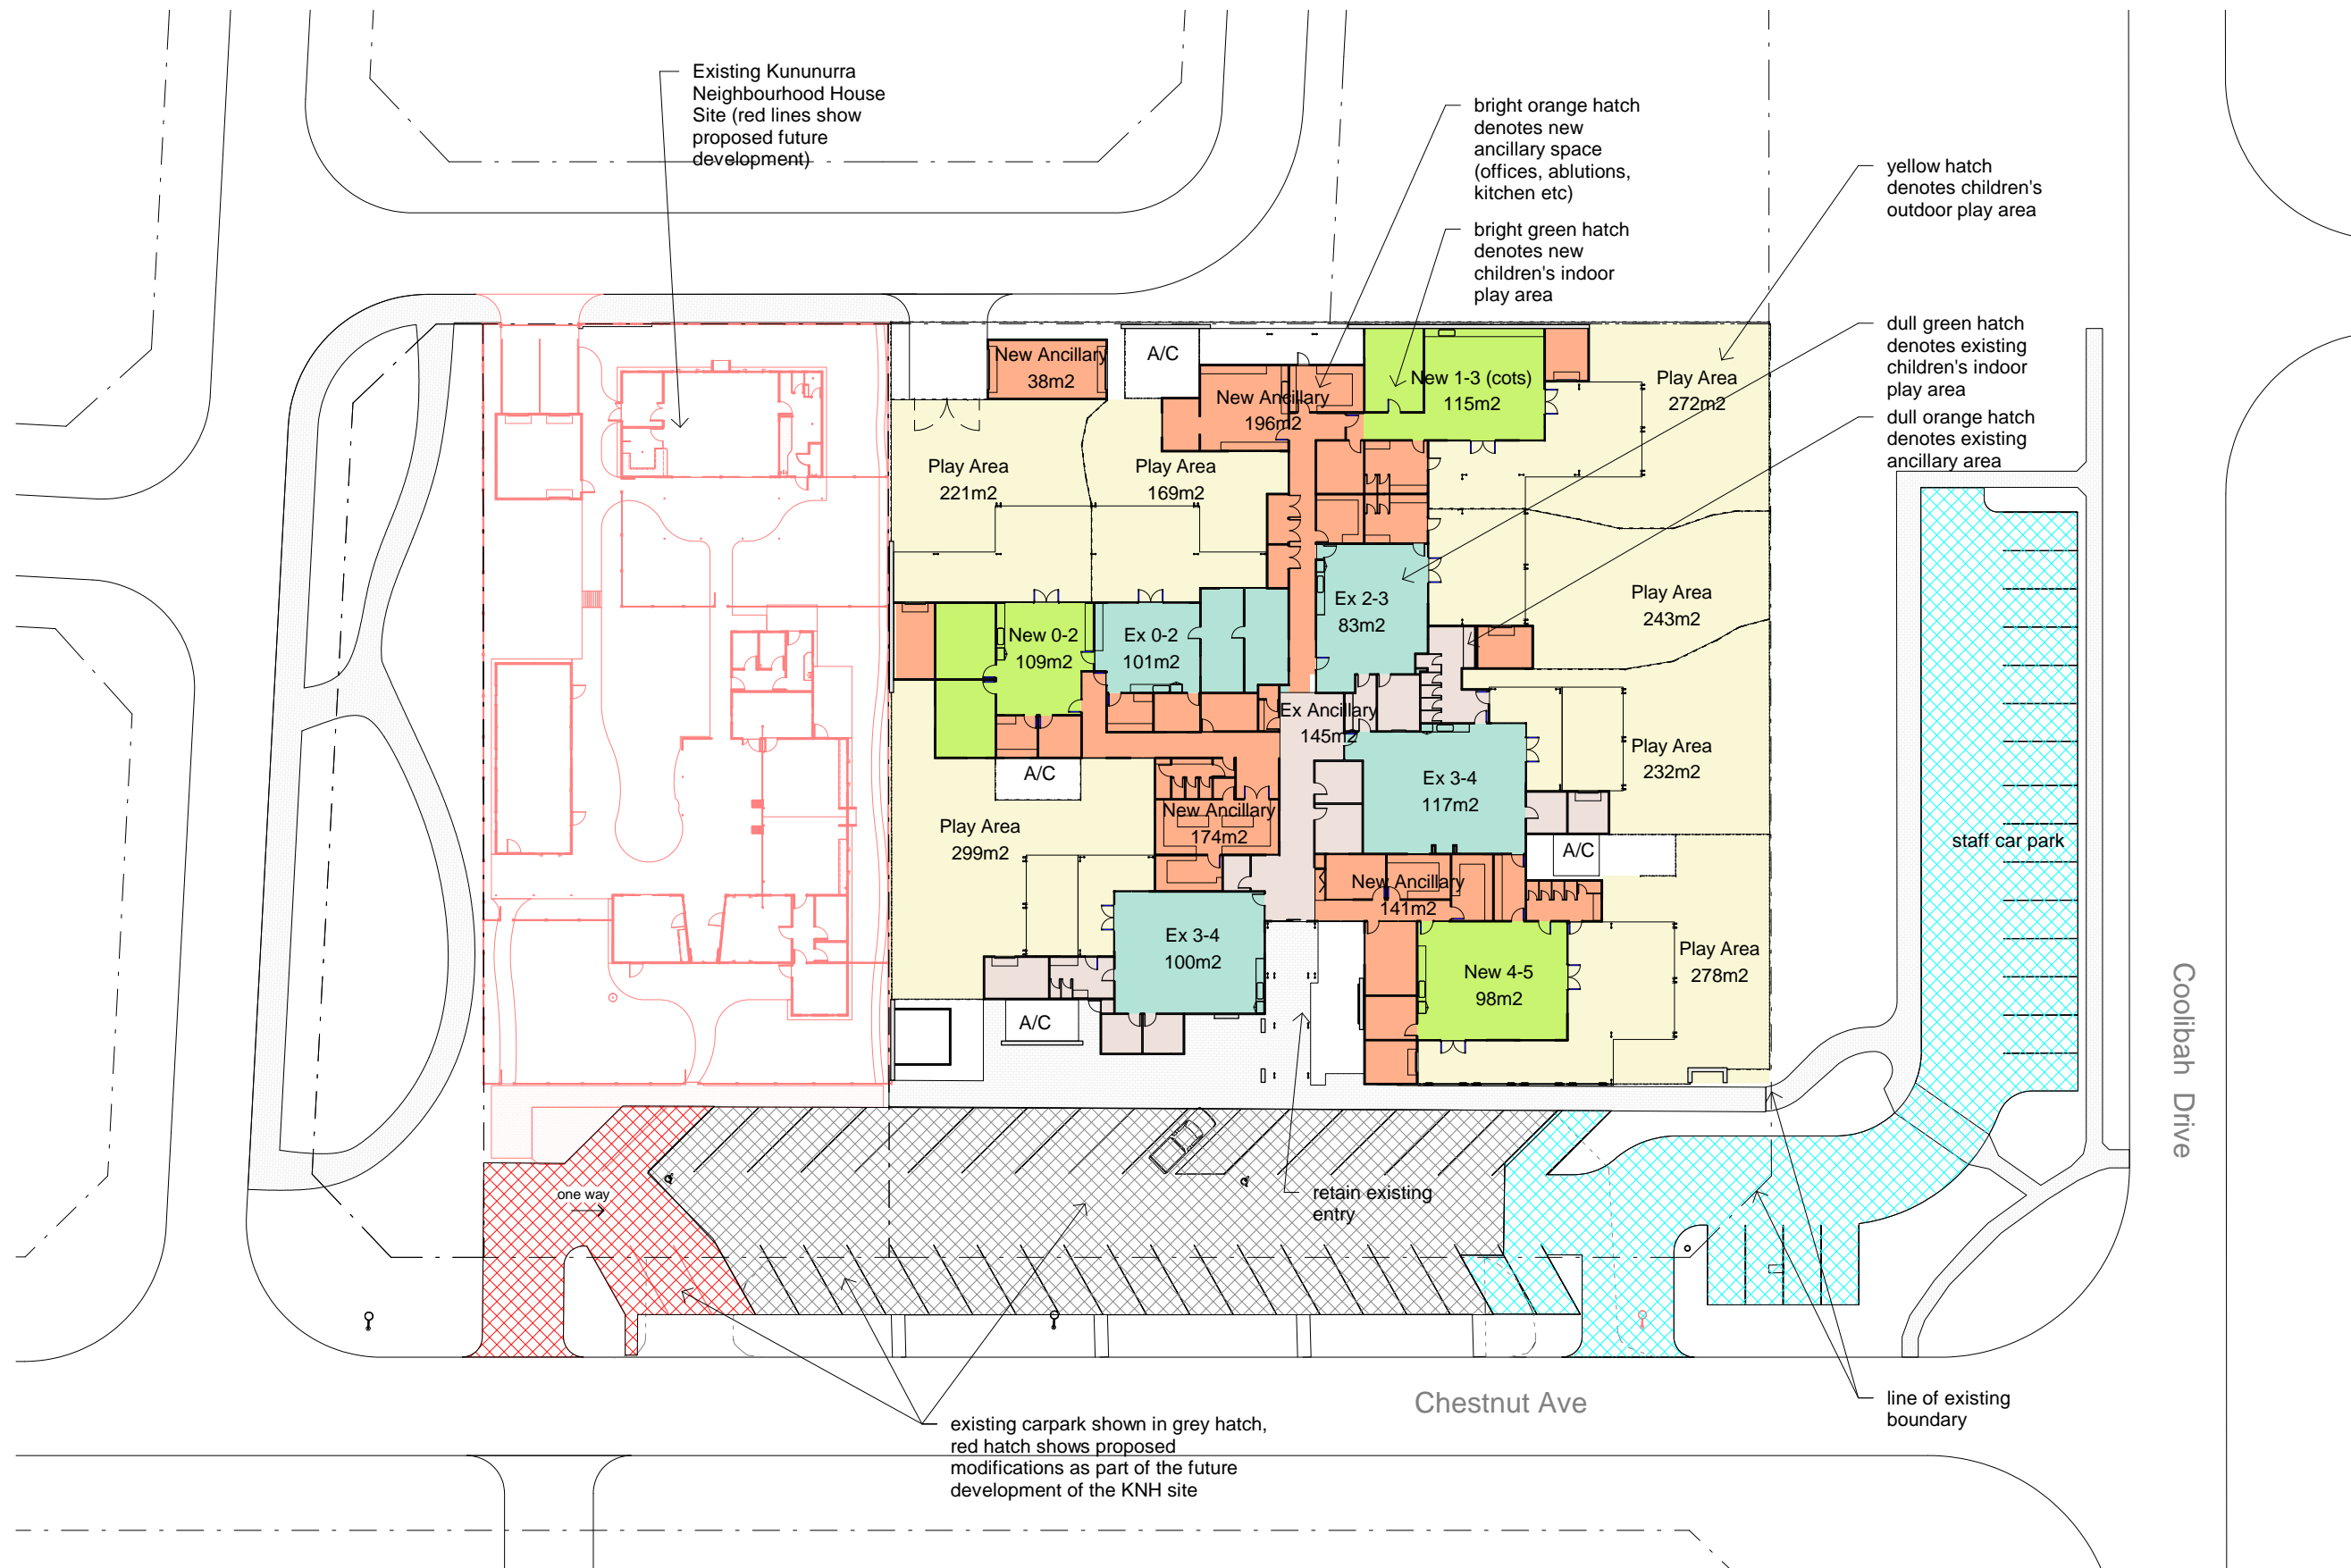 Existing Kununurra
Neighbourhood House
Site (red lines show
proposed future
development)
bright orange hatch
denotes new
ancillary space
(offices, ablutions,
kitchen etc)
bright green hatch
denotes new
children's indoor
play area
yellow hatch
denotes children's
outdoor play area
dull green hatch
denotes existing
children's indoor
play area
dull orange hatch
denotes existing
ancillary area
New Ancillary
38m2
A/C
New Ancillary
196m2
New 1-3 (cots)
115m2
Play Area
272m2
Play Area
221m2
Play Area
169m2
New 0-2
109m2
Ex 0-2
101m2
Ex 2-3
83m2
Play Area
243m2
Ex Ancillary
145m2
A/C
Ex 3-4
117m2
Play Area
232m2
Play Area
299m2
New Ancillary
174m2
A/C
staff car park
New Ancillary
141m2
Ex 3-4
100m2
New 4-5
98m2
Play Area
278m2
A/C
Coolibah Drive
one way
retain existing
entry
Chestnut Ave
line of existing
boundary
existing carpark shown in grey hatch,
red hatch shows proposed
modifications as part of the future
development of the KNH site